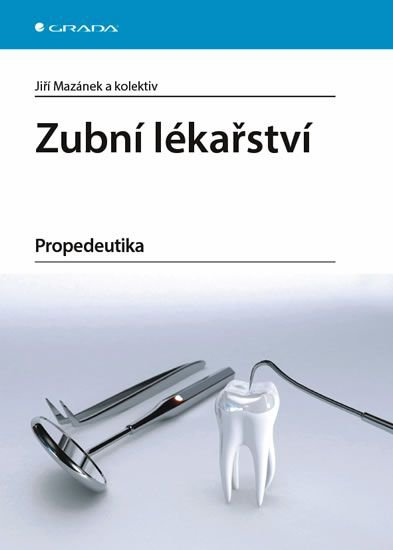 GRADA
Jiří Mazánek a kolektiv
Zubní lékařství
Propedeutika